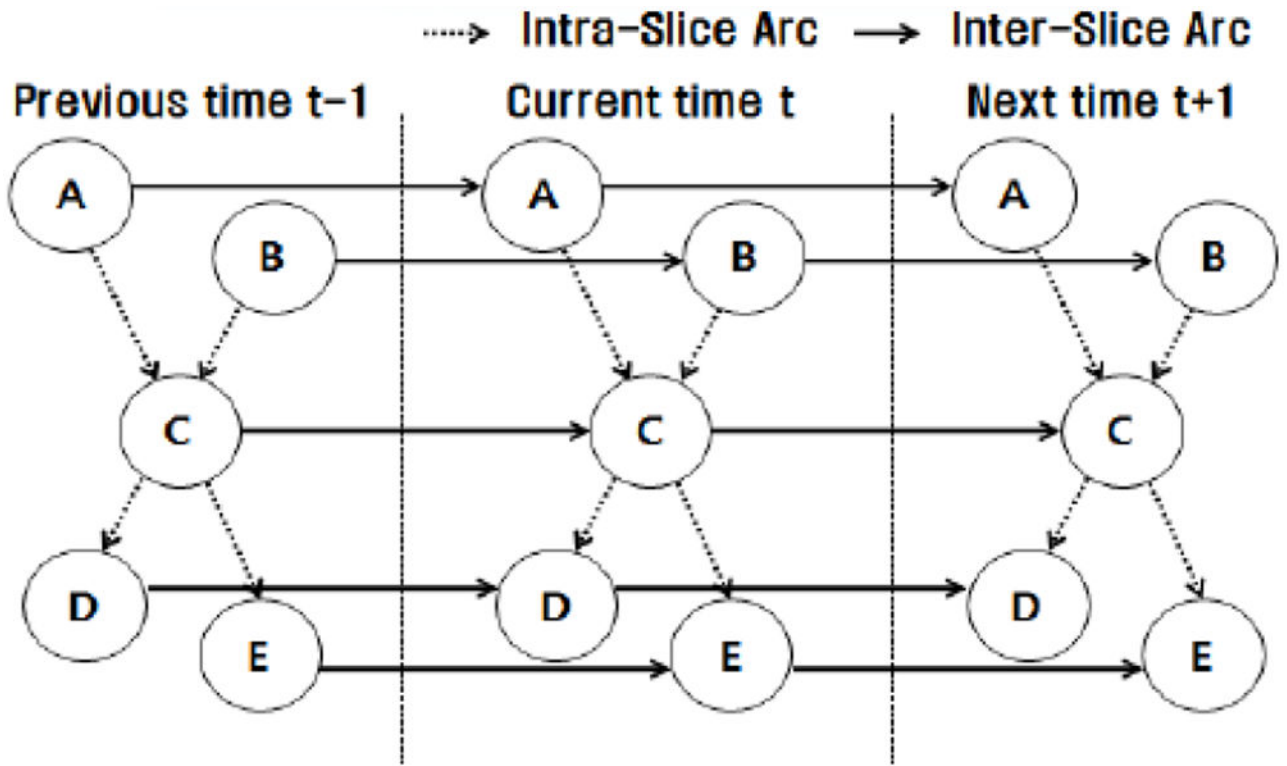 Intra-Slice Arc Inter-Slice Arc
Previous time t-1 Current time t Next time t+1
A A A
B B B
C C C
D D D
E E E